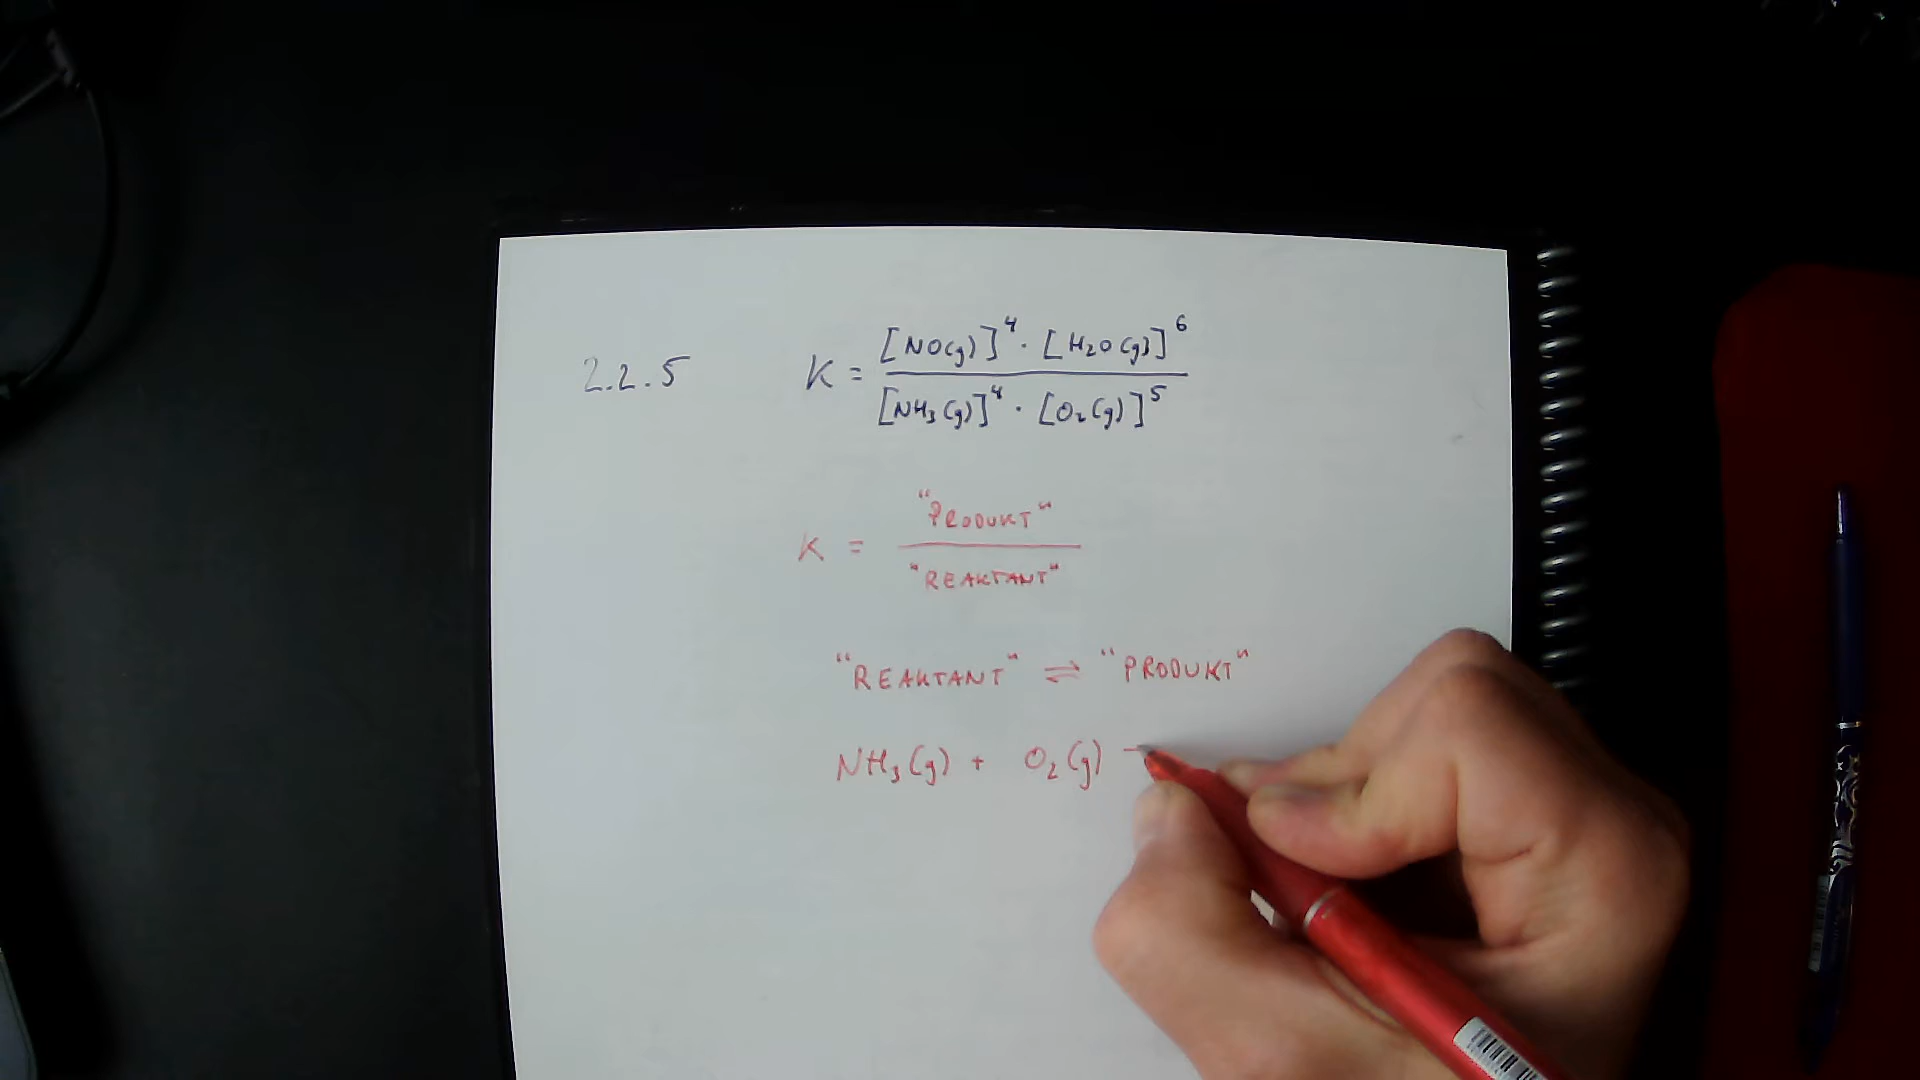 2.2.5 K = [NO(g)]⁴ · [H₂O(g)]⁶ / [NH₃(g)]⁴ · [O₂(g)]⁵
K = "PRODUKT" / "REAKTANT"
"REAKTANT" ⇌ "PRODUKT"
NH₃(g) + O₂(g)